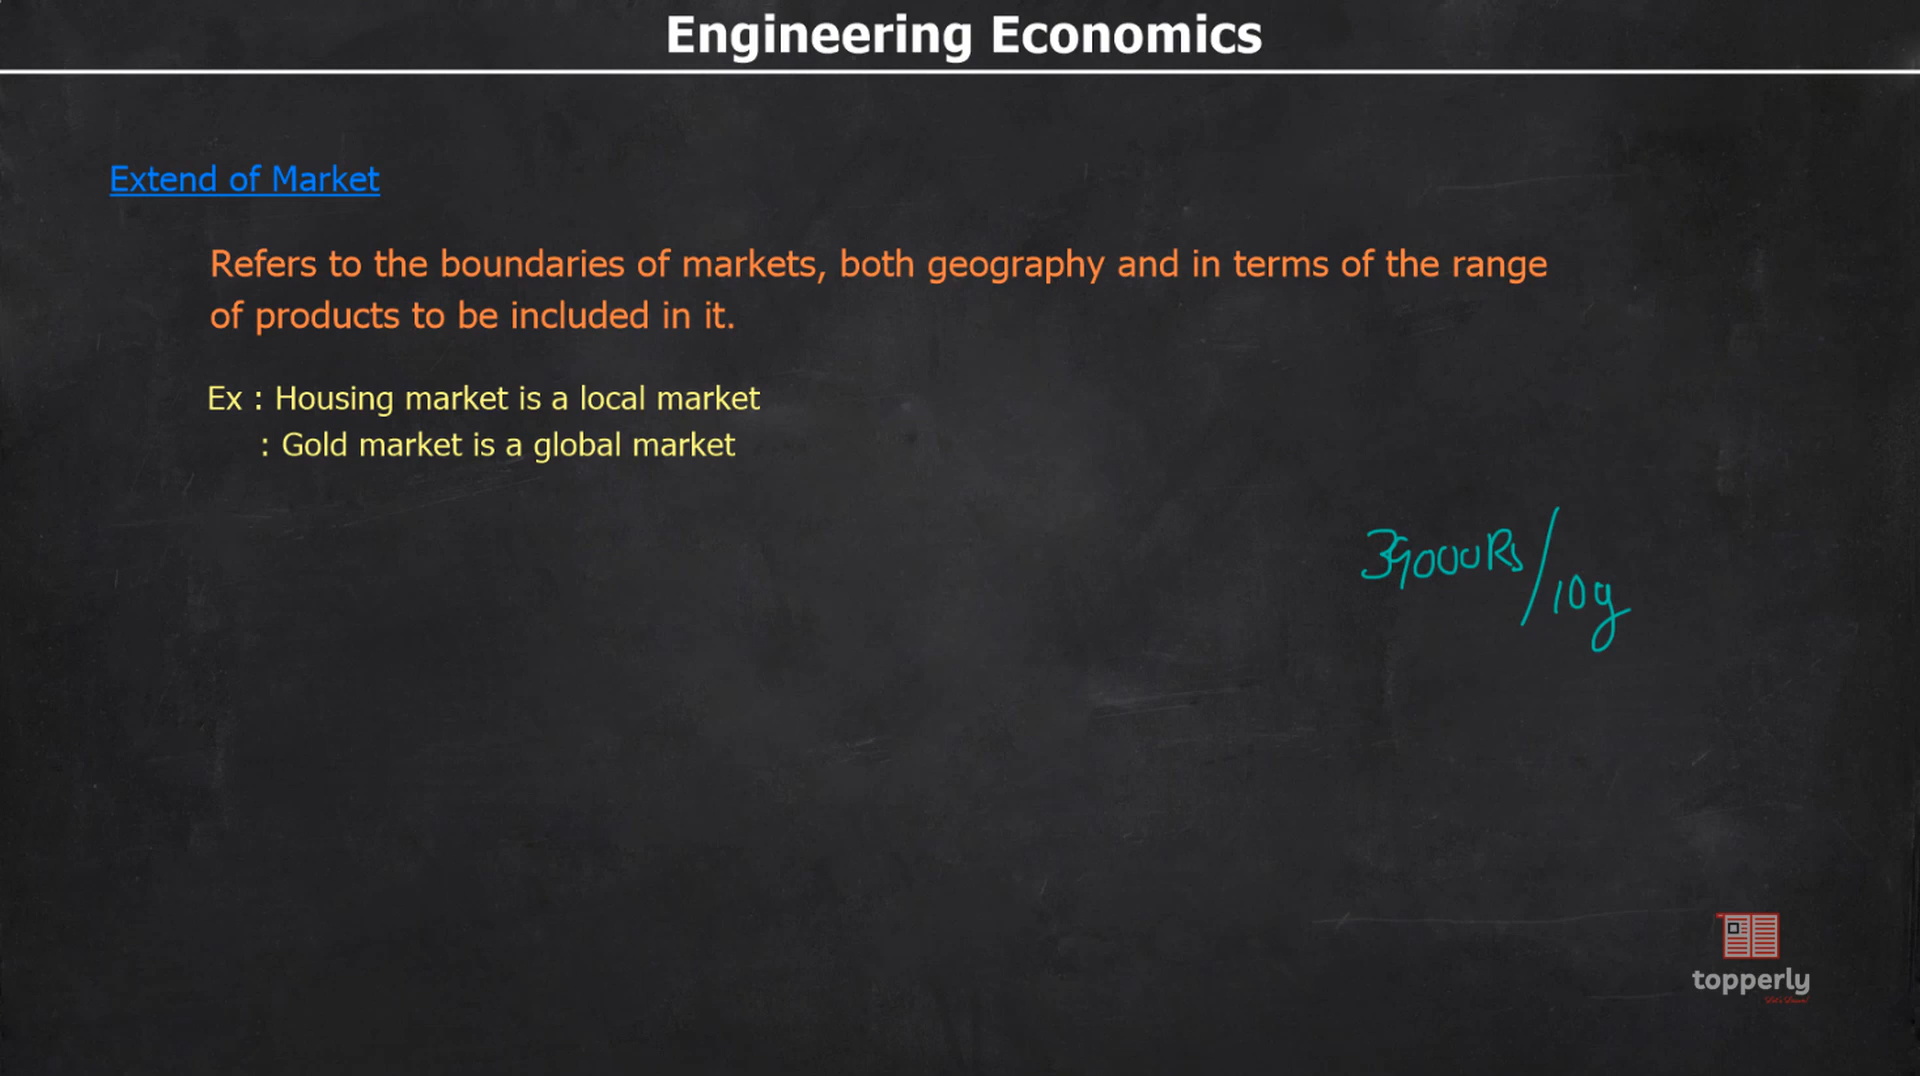 Engineering Economics
Extend of Market
Refers to the boundaries of markets, both geography and in terms of the range
of products to be included in it.
Ex : Housing market is a local market
: Gold market is a global market
39000Rs/10g
topperly
Let's Learn!